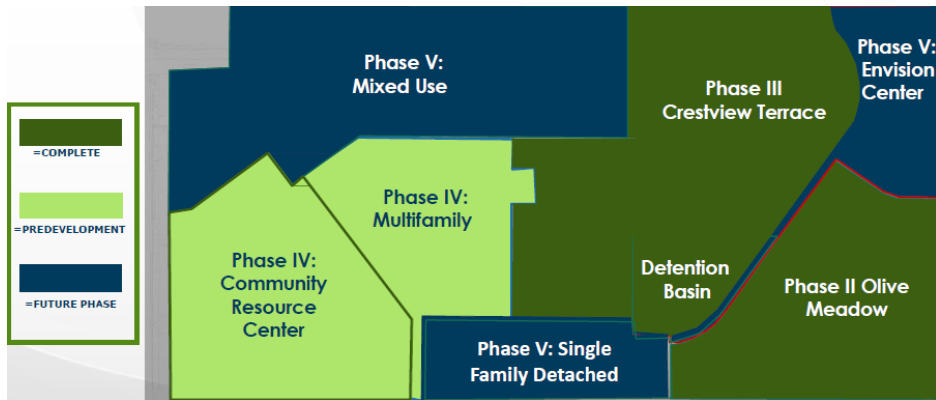 =COMPLETE
=PREDEVELOPMENT
=FUTURE PHASE
Phase V:
Mixed Use
Phase III
Crestview Terrace
Phase V:
Envision
Center
Phase IV:
Multifamily
Phase IV:
Community
Resource
Center
Detention
Basin
Phase II Olive
Meadow
Phase V: Single
Family Detached